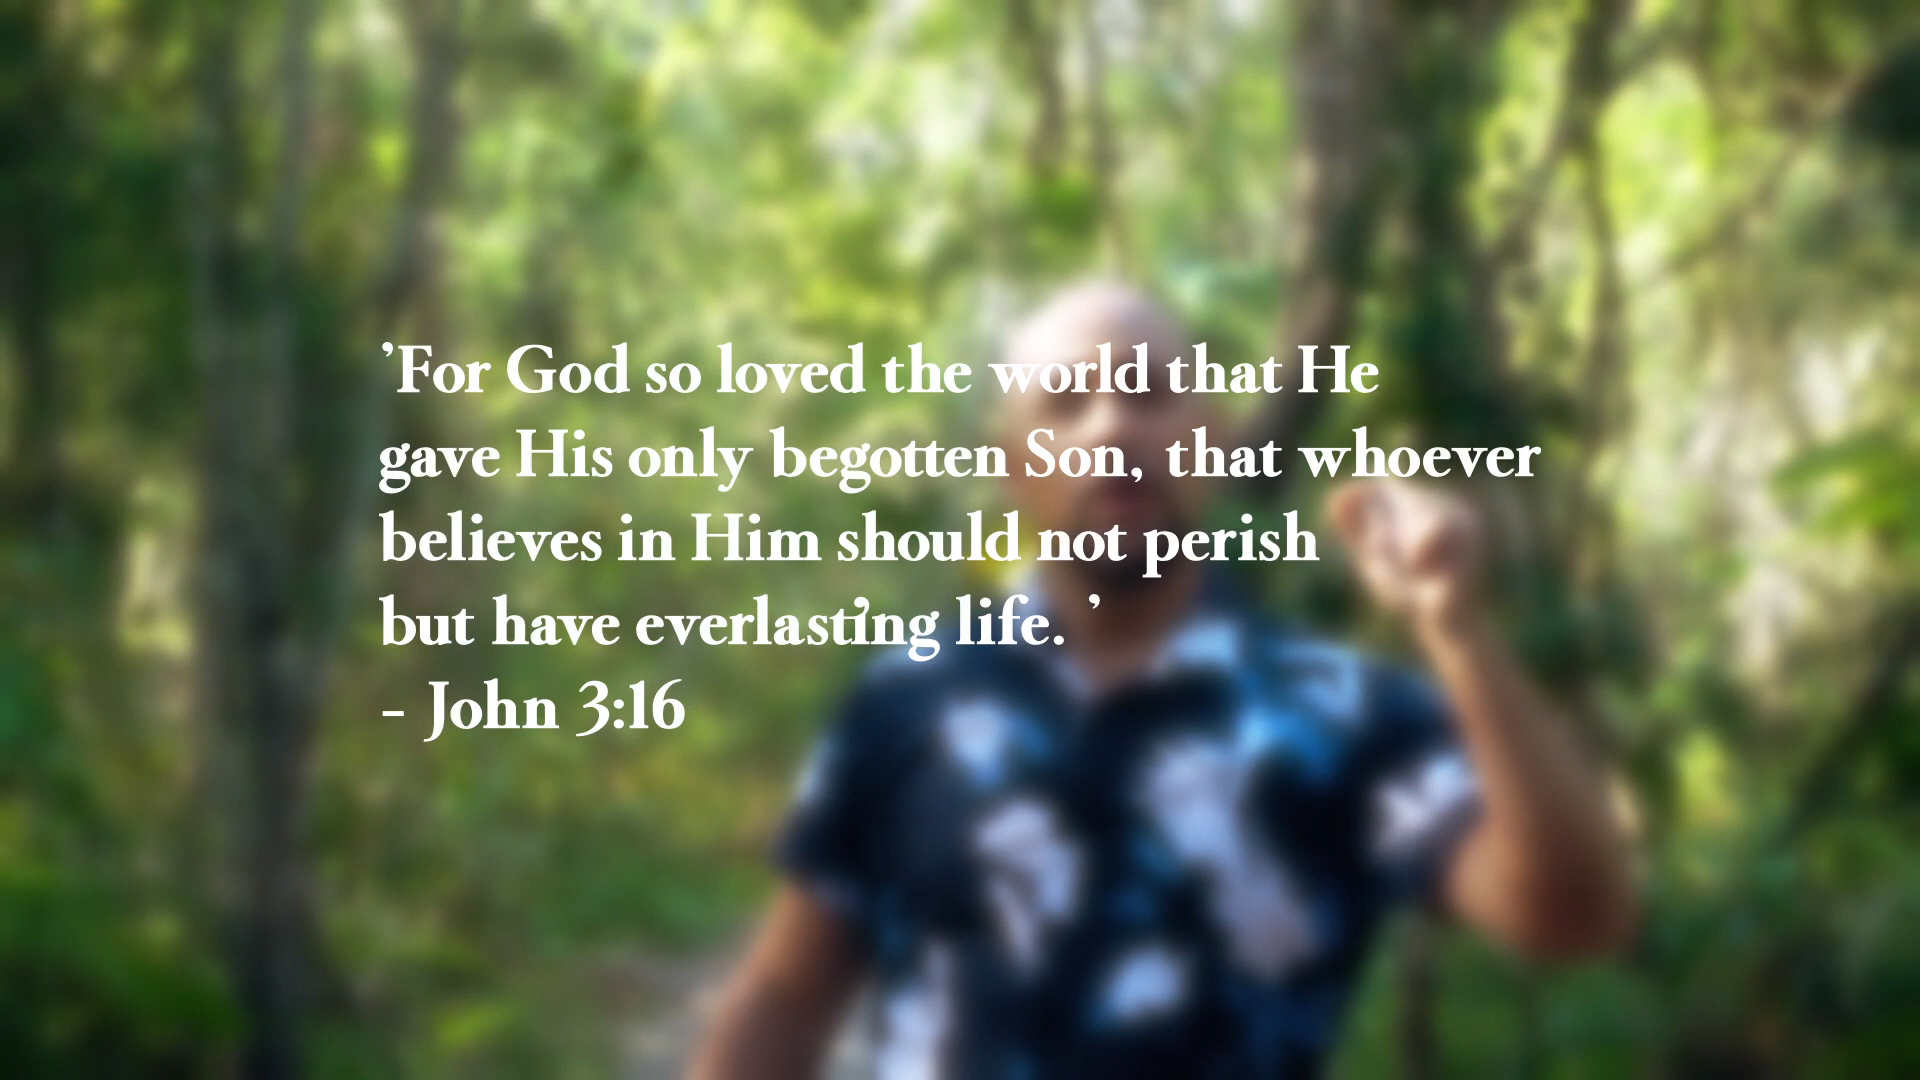 ’For God so loved the world that He
gave His only begotten Son, that whoever
believes in Him should not perish
but have everlasting life. ’
- John 3:16